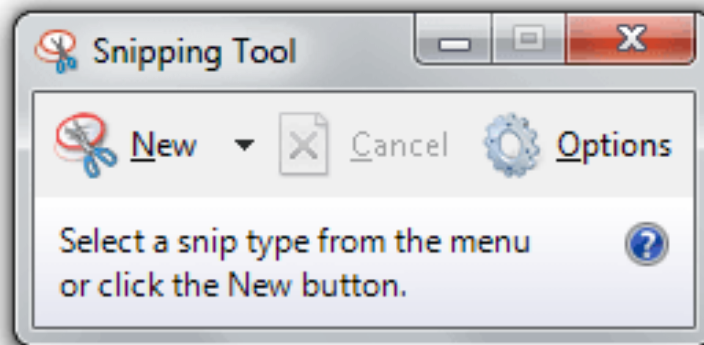 Snipping Tool
New Cancel Options
Select a snip type from the menu
or click the New button.